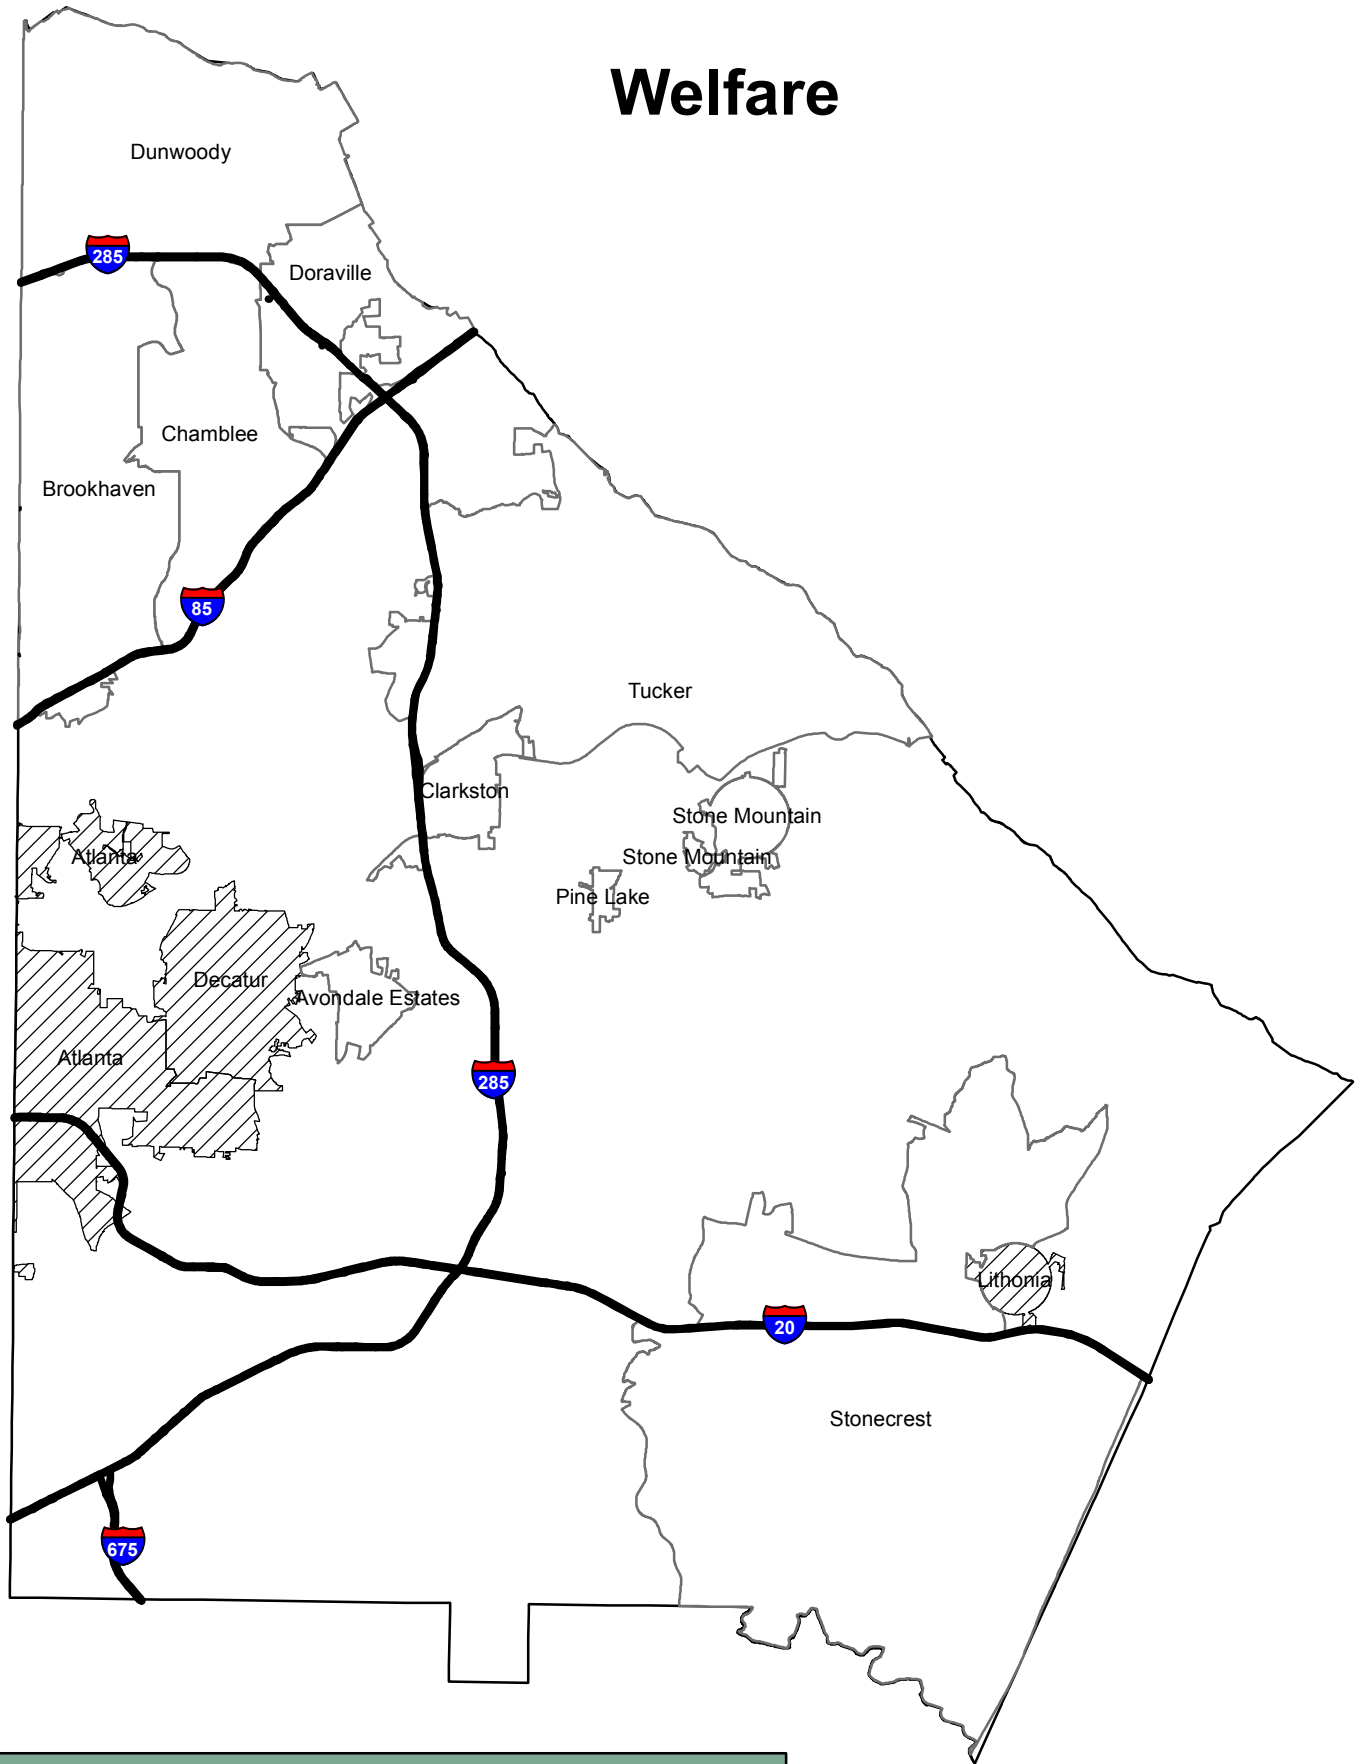 Welfare
Dunwoody
285
Doraville
Chamblee
Brookhaven
85
Tucker
Clarkston
Stone Mountain
Stone Mountain
Atlanta
Pine Lake
Decatur
Avondale Estates
Atlanta
285
Lithonia
20
Stonecrest
675